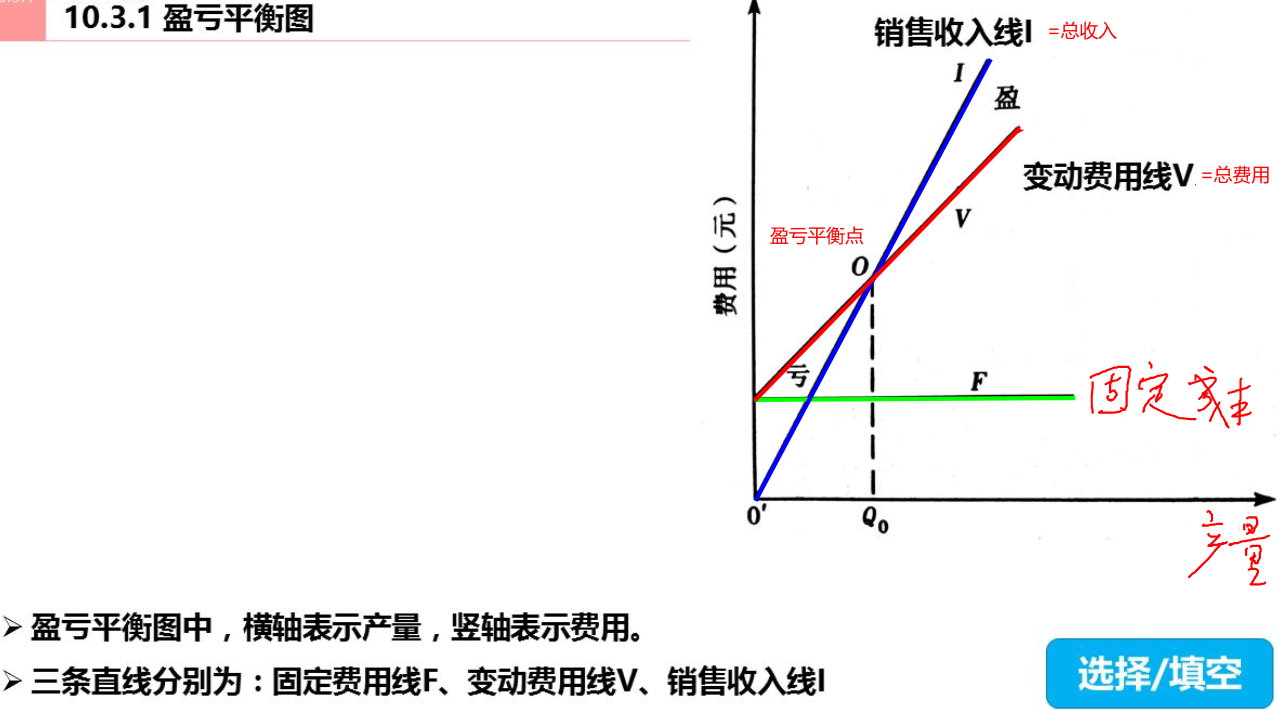 10.3.1 盈亏平衡图
销售收入线I =总收入
I
盈
变动费用线V =总费用
V
费用（元）
盈亏平衡点
O
亏
F
固定成本
O'
Q₀
产量
➢ 盈亏平衡图中，横轴表示产量，竖轴表示费用。
➢ 三条直线分别为：固定费用线F、变动费用线V、销售收入线I
选择/填空